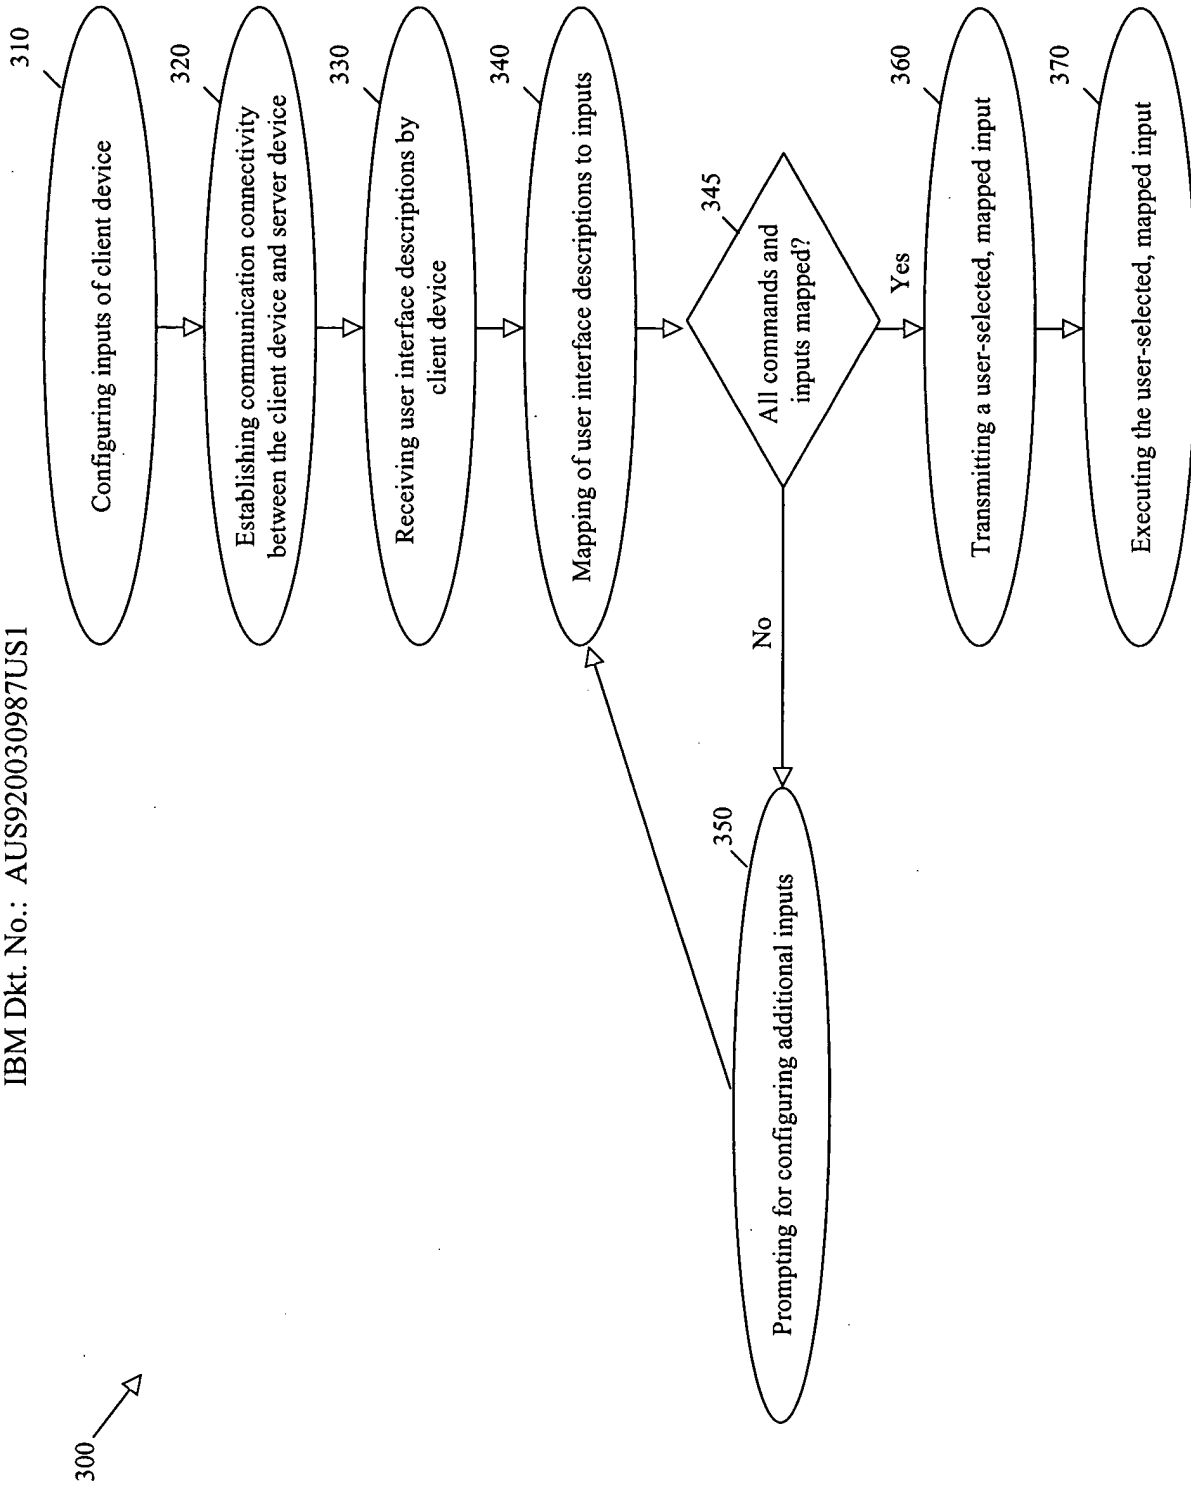 IBM Dkt. No.: AUS920030987US1
300
310
Configuring inputs of client device
320
Establishing communication connectivity
between the client device and server device
330
Receiving user interface descriptions by
client device
340
Mapping of user interface descriptions to inputs
345
All commands and
inputs mapped?
No
Yes
350
Prompting for configuring additional inputs
360
Transmitting a user-selected, mapped input
370
Executing the user-selected, mapped input